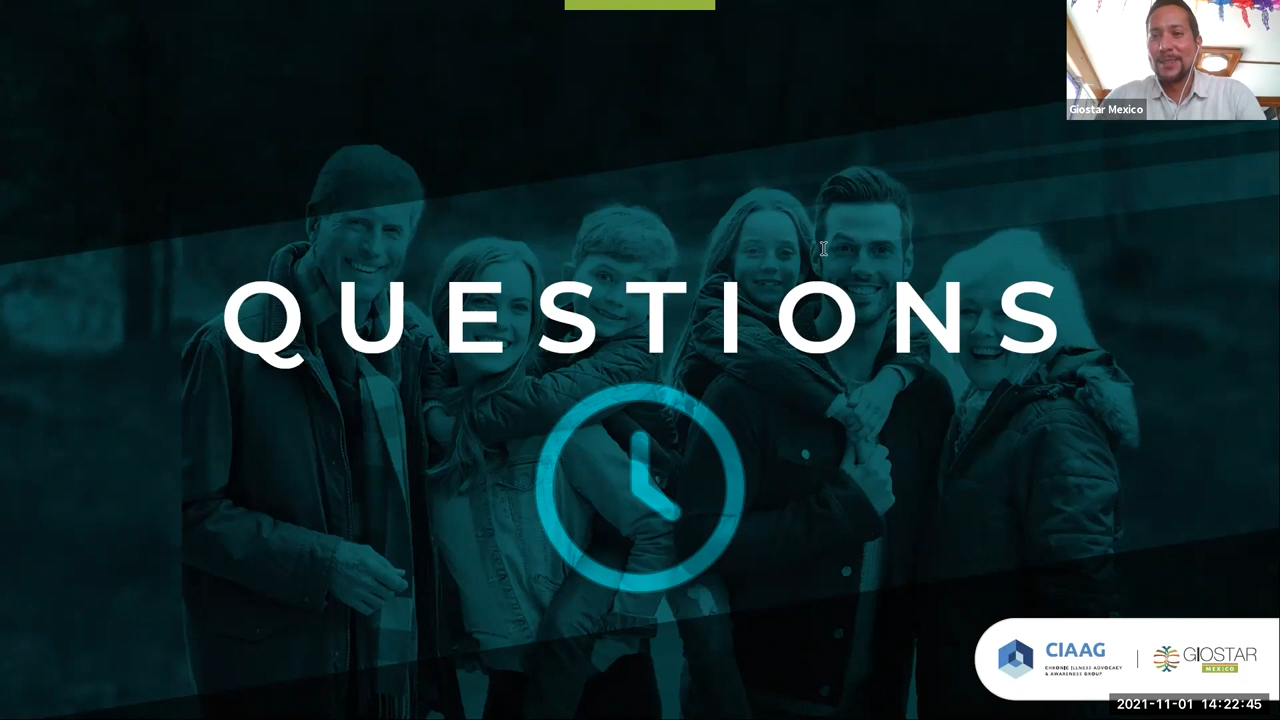 Giostar Mexico
QUESTIONS
CIAAG
CHRONIC ILLNESS ADVOCACY
& AWARENESS GROUP
GIOSTAR
MEXICO
2021-11-01 14:22:45